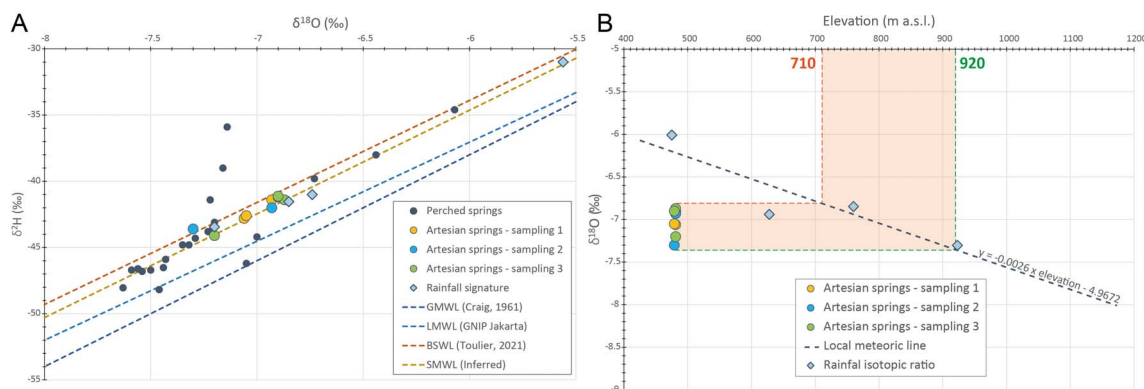 A
δ¹⁸O (‰)
-8 -7.5 -7 -6.5 -6 -5.5
-30
-35
-40
-45
-50
-55
δ²H (‰)
Perched springs
Artesian springs - sampling 1
Artesian springs - sampling 2
Artesian springs - sampling 3
Rainfall signature
GMWL (Craig, 1961)
LMWL (GNIP Jakarta)
BSWL (Toulier, 2021)
SMWL (Inferred)
B
Elevation (m a.s.l.)
400 500 600 700 800 900 1000 1100 1200
-5
-5.5
-6
-6.5
-7
-7.5
-8
-8.5
-9
δ¹⁸O (‰)
710
920
y = -0.0026 x elevation - 4.9672
Artesian springs - sampling 1
Artesian springs - sampling 2
Artesian springs - sampling 3
Local meteoric line
Rainfal isotopic ratio